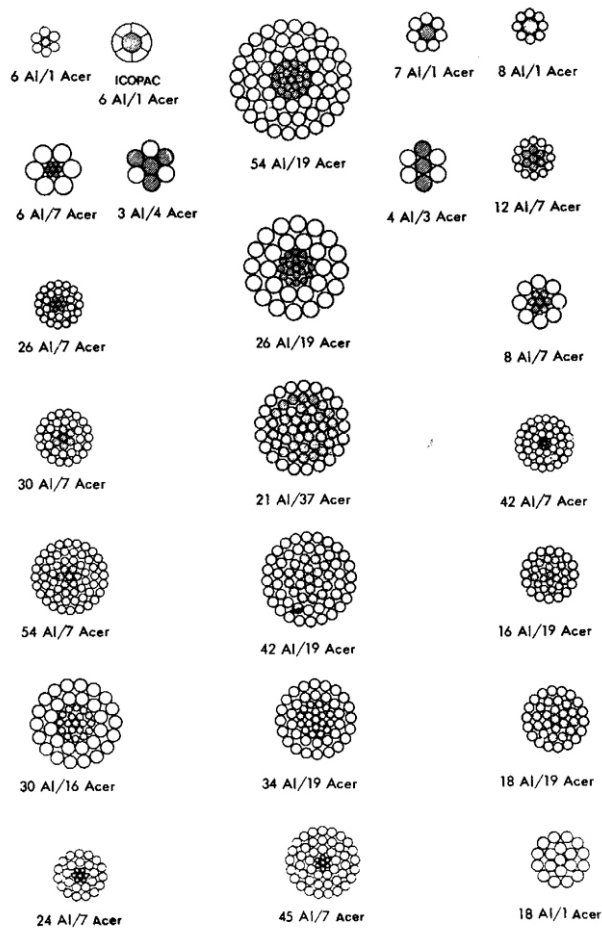 6 Al/1 Acer
ICOPAC
6 Al/1 Acer
7 Al/1 Acer
8 Al/1 Acer
54 Al/19 Acer
6 Al/7 Acer
3 Al/4 Acer
4 Al/3 Acer
12 Al/7 Acer
26 Al/7 Acer
26 Al/19 Acer
8 Al/7 Acer
30 Al/7 Acer
21 Al/37 Acer
42 Al/7 Acer
54 Al/7 Acer
42 Al/19 Acer
16 Al/19 Acer
30 Al/16 Acer
34 Al/19 Acer
18 Al/19 Acer
24 Al/7 Acer
45 Al/7 Acer
18 Al/1 Acer